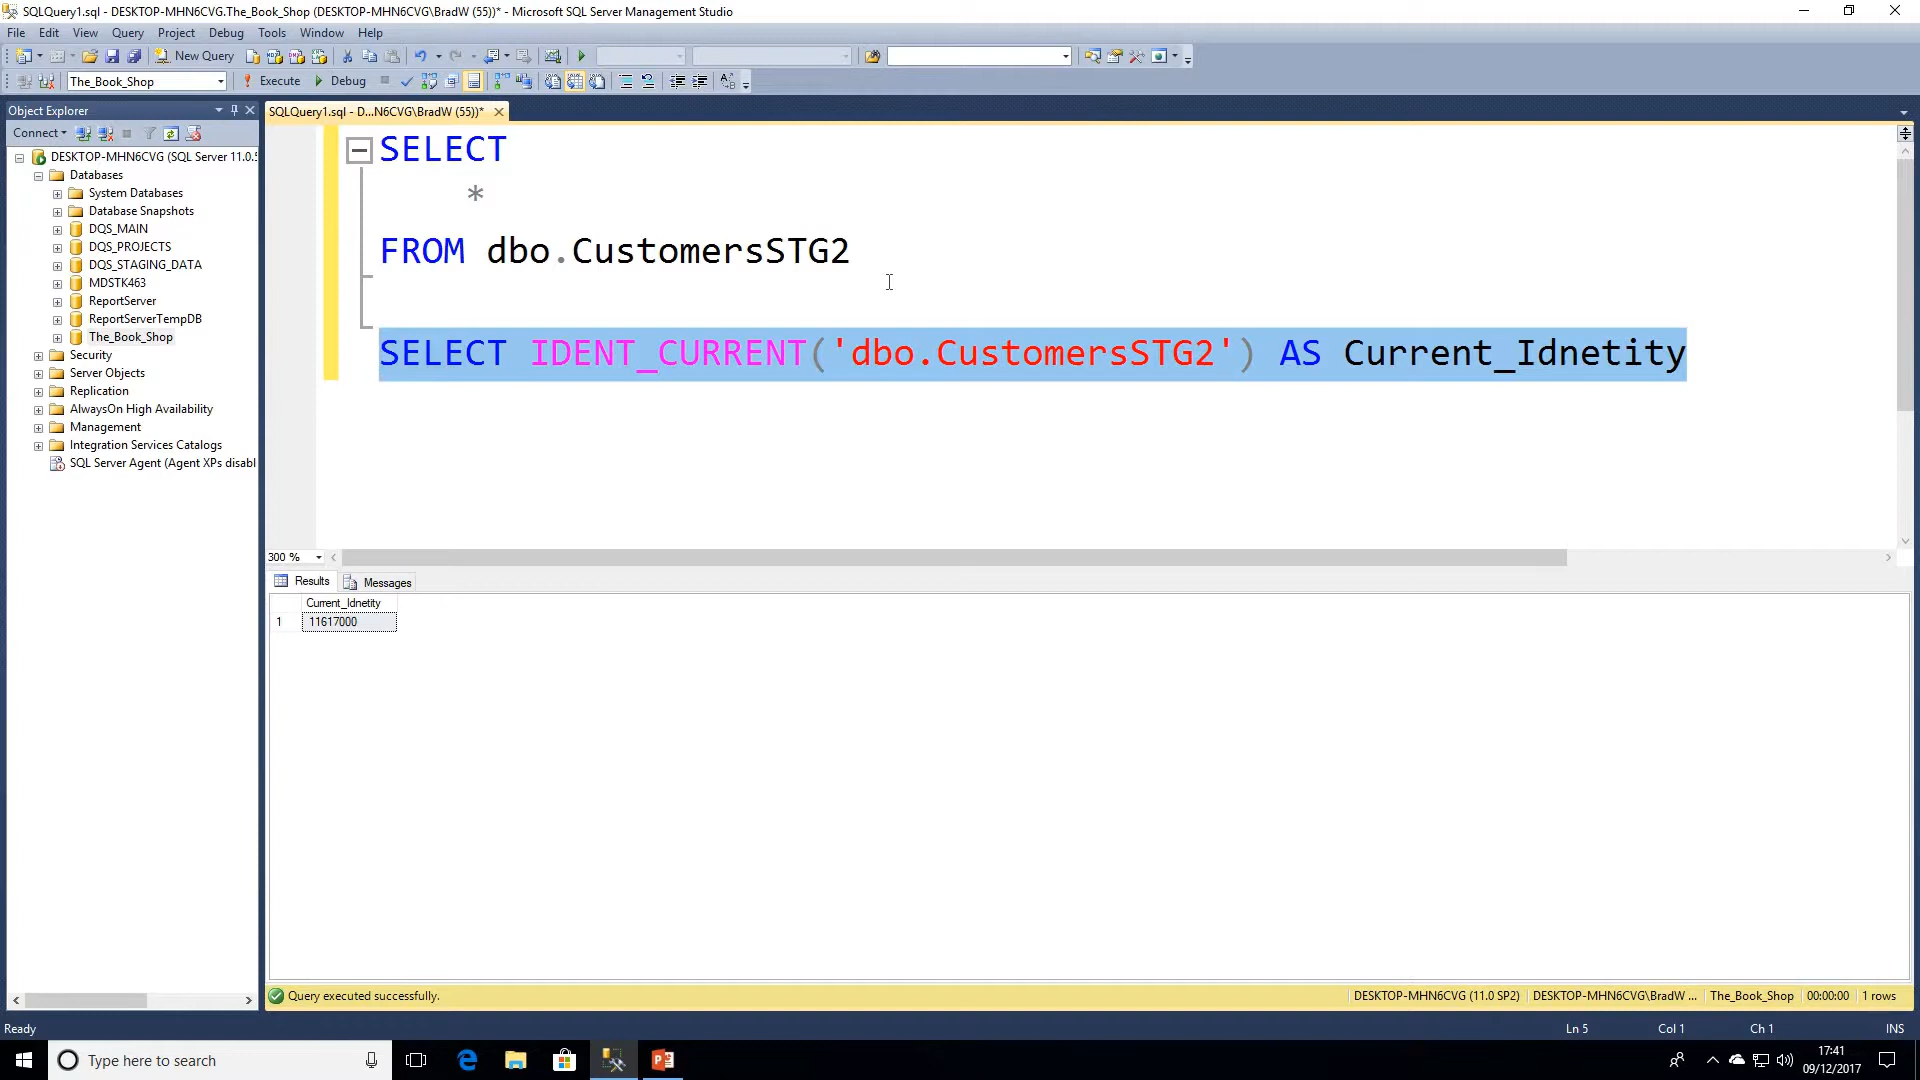 SQLQuery1.sql - DESKTOP-MHN6CVG.The_Book_Shop (DESKTOP-MHN6CVG\BradW (55))* - Microsoft SQL Server Management Studio
File Edit View Query Project Debug Tools Window Help
New Query
The_Book_Shop Execute Debug
Object Explorer
SQLQuery1.sql - D...N6CVG\BradW (55))*
Connect
DESKTOP-MHN6CVG (SQL Server 11.0.5
Databases
System Databases
Database Snapshots
DQS_MAIN
DQS_PROJECTS
DQS_STAGING_DATA
MDSTK463
ReportServer
ReportServerTempDB
The_Book_Shop
Security
Server Objects
Replication
AlwaysOn High Availability
Management
Integration Services Catalogs
SQL Server Agent (Agent XPs disabl
SELECT
*
FROM dbo.CustomersSTG2
SELECT IDENT_CURRENT('dbo.CustomersSTG2') AS Current_Idnetity
300 %
Results Messages
Current_Idnetity
1 11617000
Query executed successfully.
DESKTOP-MHN6CVG (11.0 SP2) DESKTOP-MHN6CVG\BradW ... The_Book_Shop 00:00:00 1 rows
Ready Ln 5 Col 1 Ch 1 INS
Type here to search
17:41
09/12/2017